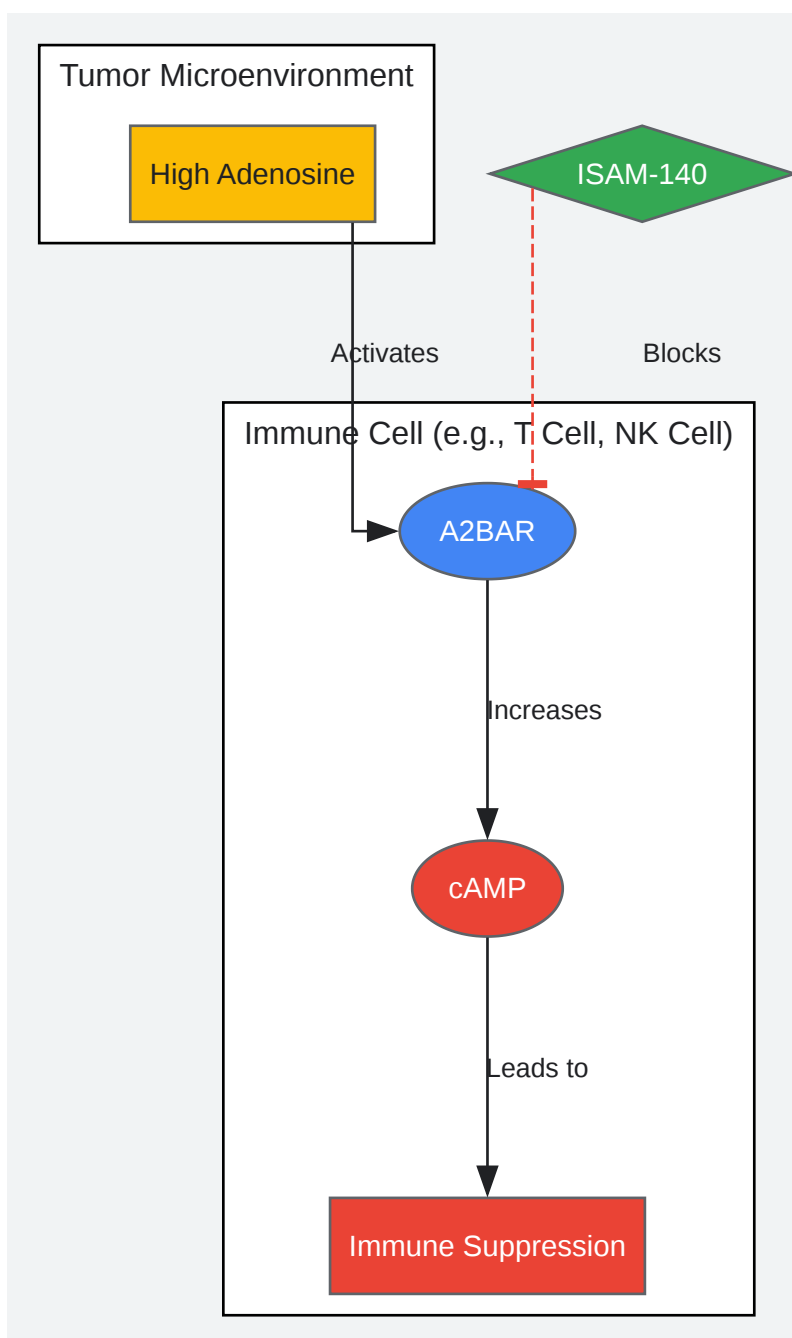 Tumor Microenvironment
High Adenosine
ISAM-140
Activates
Blocks
Immune Cell (e.g., T Cell, NK Cell)
A2BAR
Increases
cAMP
Leads to
Immune Suppression